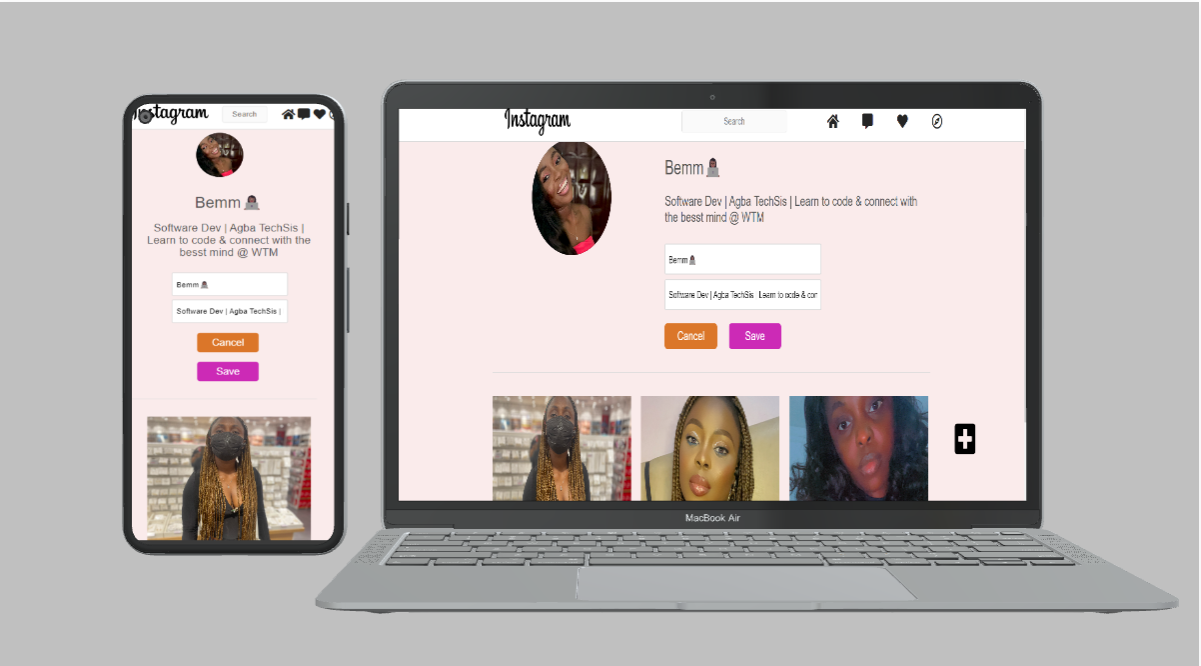 Instagram
Search
Bemm👩🏿‍💻
Software Dev | Agba TechSis |
Learn to code & connect with the
besst mind @ WTM
Bemm👩🏿‍💻
Software Dev | Agba TechSis |
Cancel
Save
Instagram
Search
Bemm👩🏿‍💻
Software Dev | Agba TechSis | Learn to code & connect with
the besst mind @ WTM
Bemm👩🏿‍💻
Software Dev | Agba TechSis | Learn to code & con
Cancel
Save
MacBook Air